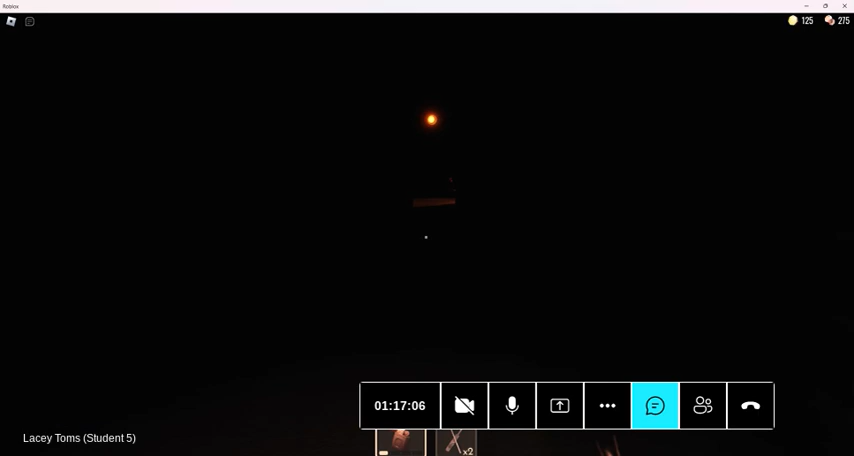 Roblox
125
275
01:17:06
Lacey Toms (Student 5)
x2